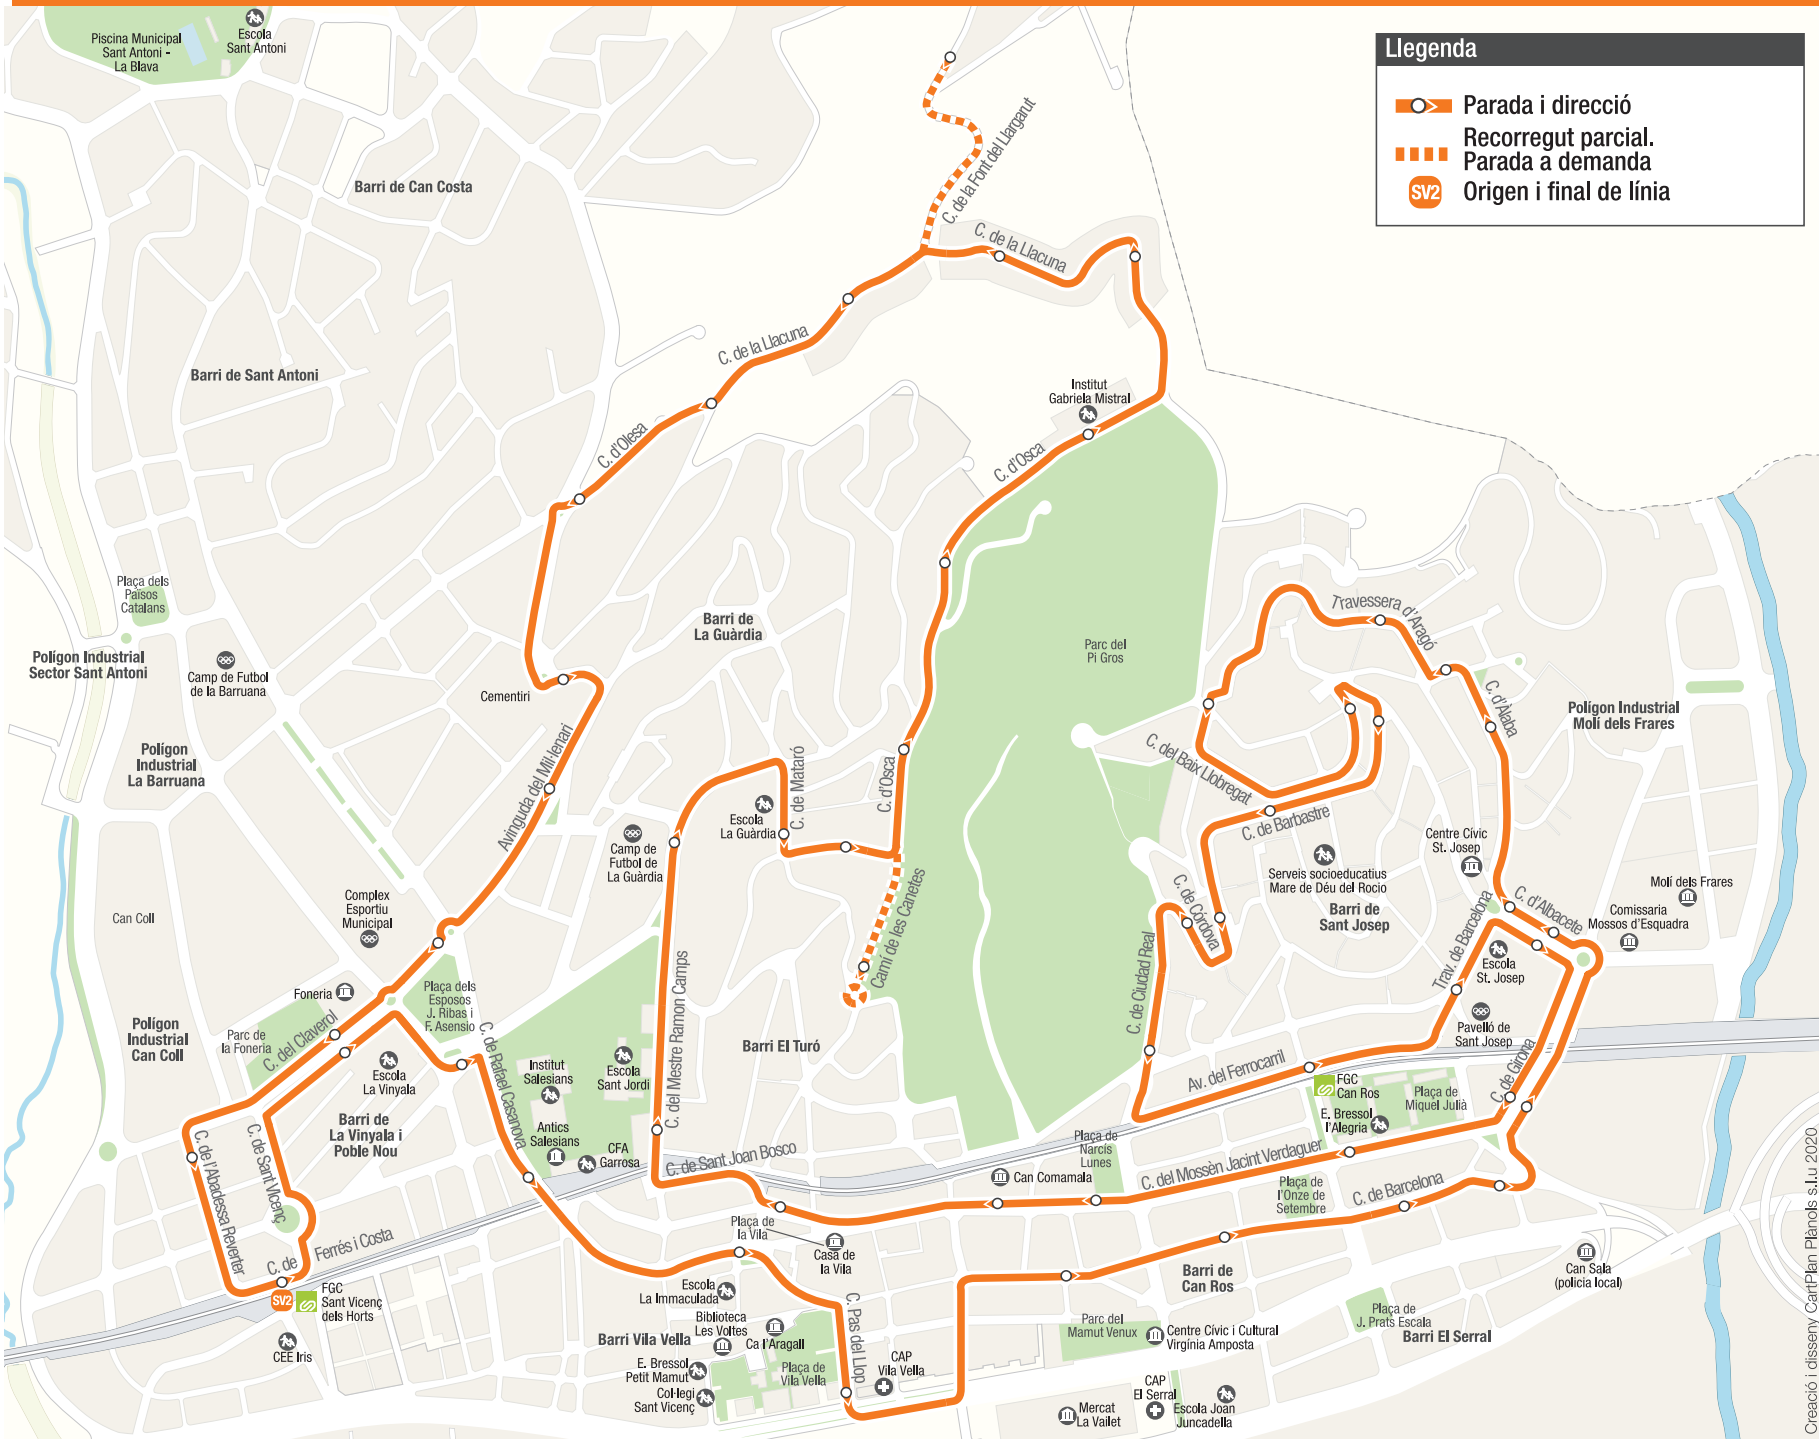 Llegenda
Parada i direcció
Recorregut parcial.
Parada a demanda
SV2
Origen i final de línia
Piscina Municipal
Sant Antoni -
La Blava
Escola
Sant Antoni
Barri de Can Costa
C. de la Font del Llargarut
C. de la Llacuna
C. de la Llacuna
Barri de Sant Antoni
C. d'Olesa
Institut
Gabriela Mistral
C. d'Osca
Plaça dels
Països
Catalans
Barri de
La Guàrdia
Travessera d'Aragó
Parc del
Pi Gros
Polígon Industrial
Sector Sant Antoni
Camp de Futbol
de la Barruana
Cementiri
C. d'Àlaba
Polígon Industrial
Molí dels Frares
Polígon
Industrial
La Barruana
Avinguda del Mil·lenari
C. de Mataró
C. d'Osca
C. del Baix Llobregat
C. de Barbastre
Escola
La Guàrdia
Camp de
Futbol de
La Guàrdia
Centre Cívic
St. Josep
Serveis socioeducatius
Mare de Déu del Rocio
Molí dels Frares
Complex
Esportiu
Municipal
Can Coll
Camí de les Canetes
C. de Còrdova
Barri de
Sant Josep
Trav. de Barcelona
C. d'Albacete
Comissaria
Mossos d'Esquadra
Escola
St. Josep
C. de Ciudad Real
Foneria
Plaça dels
Esposos
J. Ribas i
F. Asensio
Polígon
Industrial
Can Coll
Parc de
la Foneria
C. del Claverol
C. de Rafael Casanova
C. del Mestre Ramon Camps
Barri El Turó
Pavelló de
Sant Josep
Escola
La Vinyala
Institut
Salesians
Escola
Sant Jordi
Av. del Ferrocarril
FGC
Can Ros
C. de Girona
Plaça de
Miquel Julià
E. Bressol
l'Alegria
Barri de
La Vinyala i
Poble Nou
Antics
Salesians
CFA
Garrosa
C. de Sant Joan Bosco
Plaça de
Narcís
Lunes
C. de l'Abadessa Reverter
C. de Sant Vicenç
Can Comamala
C. del Mossèn Jacint Verdaguer
Plaça de
l'Onze de
Setembre
C. de Barcelona
C. de Ferrés i Costa
Plaça de
la Vila
Casa de
la Vila
SV2
FGC
Sant Vicenç
dels Horts
Escola
La Immaculada
Barri de
Can Ros
Can Sala
(policia local)
Biblioteca
Les Voltes
Ca l'Aragall
Barri Vila Vella
C. Pas del Llop
Parc del
Mamut Venux
Centre Cívic i Cultural
Virgínia Amposta
Plaça de
J. Prats Escala
Barri El Serral
CEE Iris
E. Bressol
Petit Mamut
Plaça de
Vila Vella
CAP
Vila Vella
Col·legi
Sant Vicenç
Mercat
La Vailet
CAP
El Serral
Escola Joan
Juncadella
Creació i disseny CartPlan Plànols s.l.u 2020